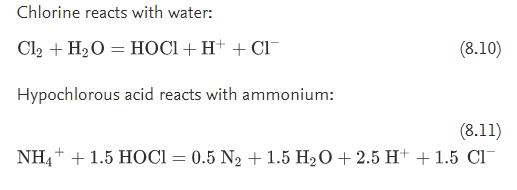 Chlorine reacts with water:
Cl₂ + H₂O = HOCl + H⁺ + Cl⁻ (8.10)
Hypochlorous acid reacts with ammonium:
(8.11)
NH₄⁺ + 1.5 HOCl = 0.5 N₂ + 1.5 H₂O + 2.5 H⁺ + 1.5 Cl⁻